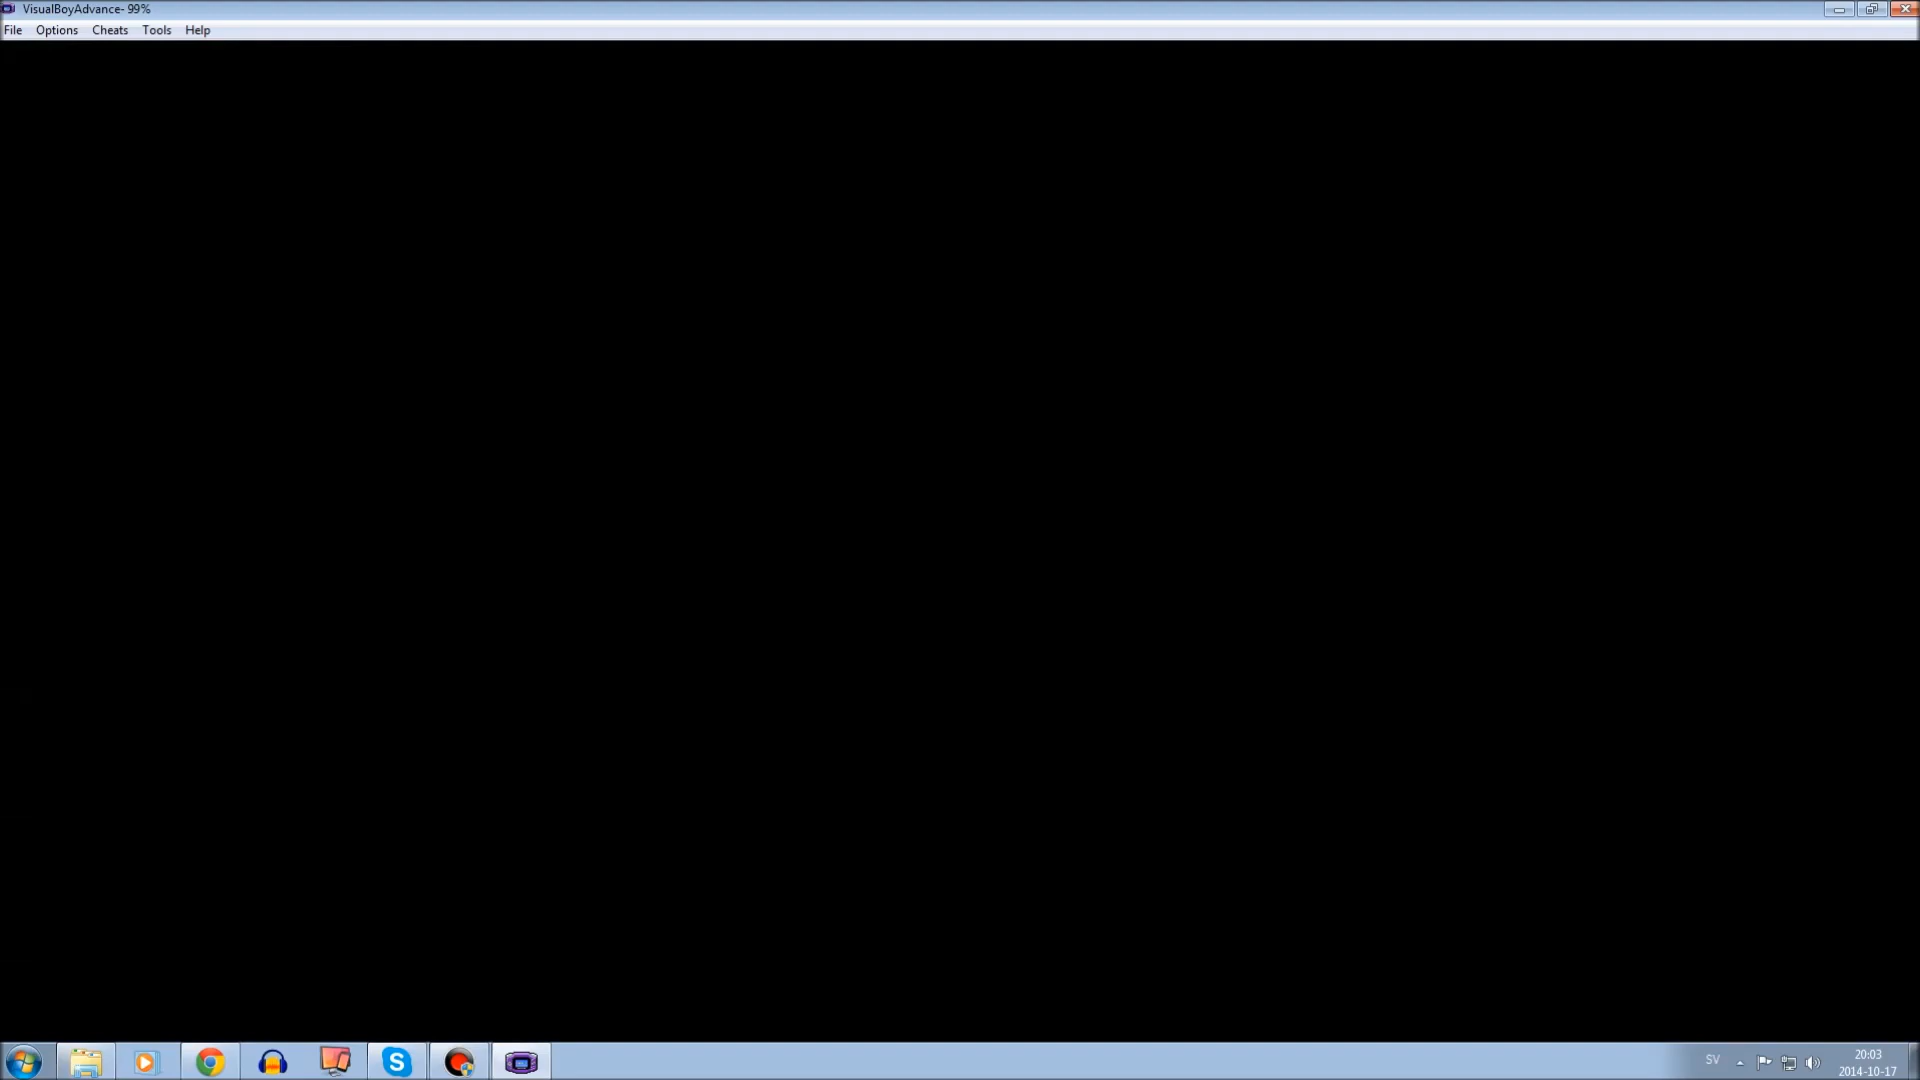 VisualBoyAdvance- 99%
File Options Cheats Tools Help
SV
20:03
2014-10-17